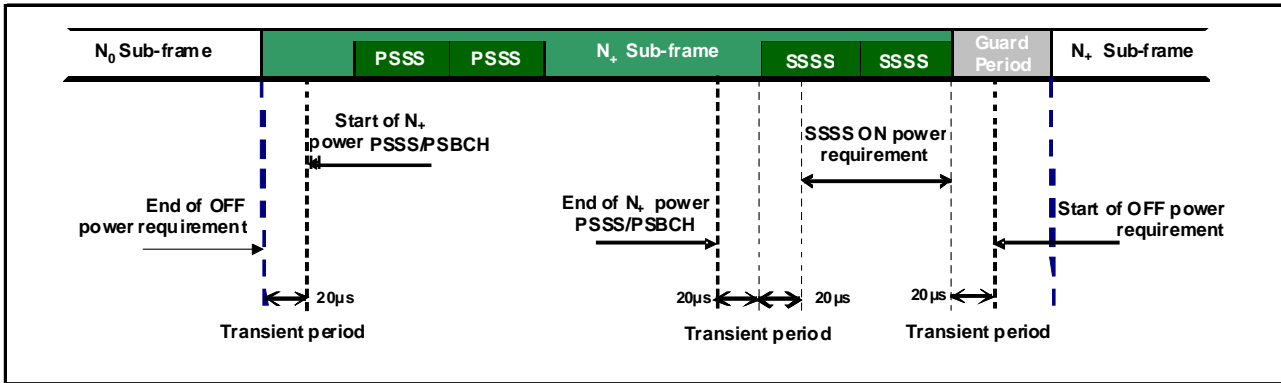 N0 Sub-frame
PSSS
PSSS
N+ Sub-frame
SSSS
SSSS
Guard
Period
N+ Sub-frame
Start of N+
power PSSS/PSBCH
SSSS ON power
requirement
End of OFF
power requirement
End of N+ power
PSSS/PSBCH
Start of OFF power
requirement
20µs
20µs
20µs
20µs
Transient period
Transient period
Transient period